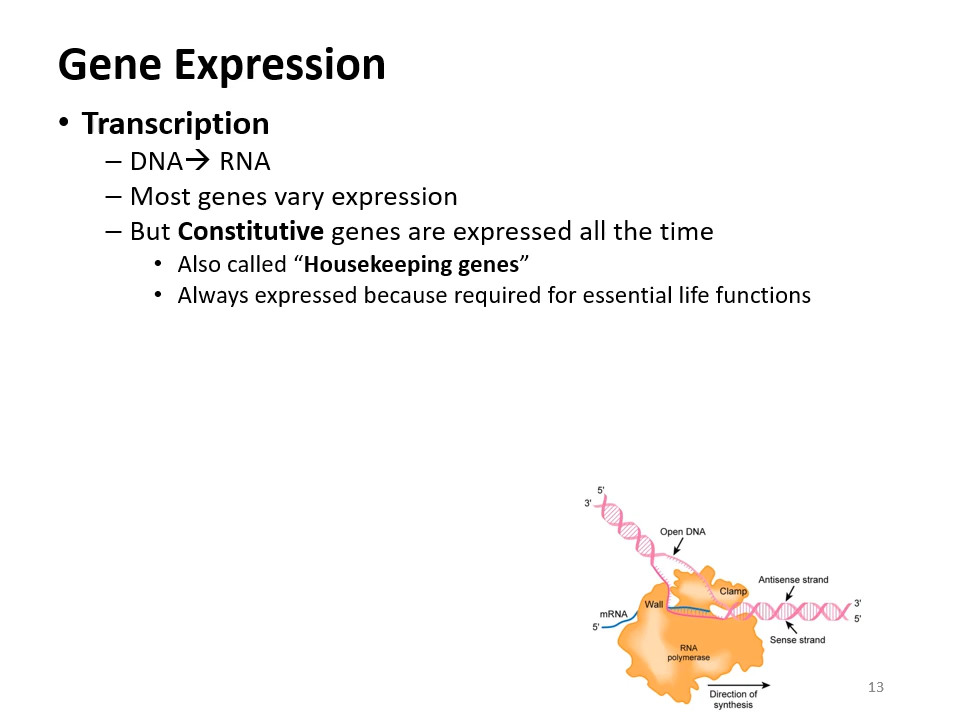 Gene Expression
• Transcription
– DNA→ RNA
– Most genes vary expression
– But Constitutive genes are expressed all the time
• Also called “Housekeeping genes”
• Always expressed because required for essential life functions
5'
3'
Open DNA
Antisense strand
Clamp
Wall
3'
mRNA
5'
5'
Sense strand
RNA
polymerase
Direction of
synthesis
13